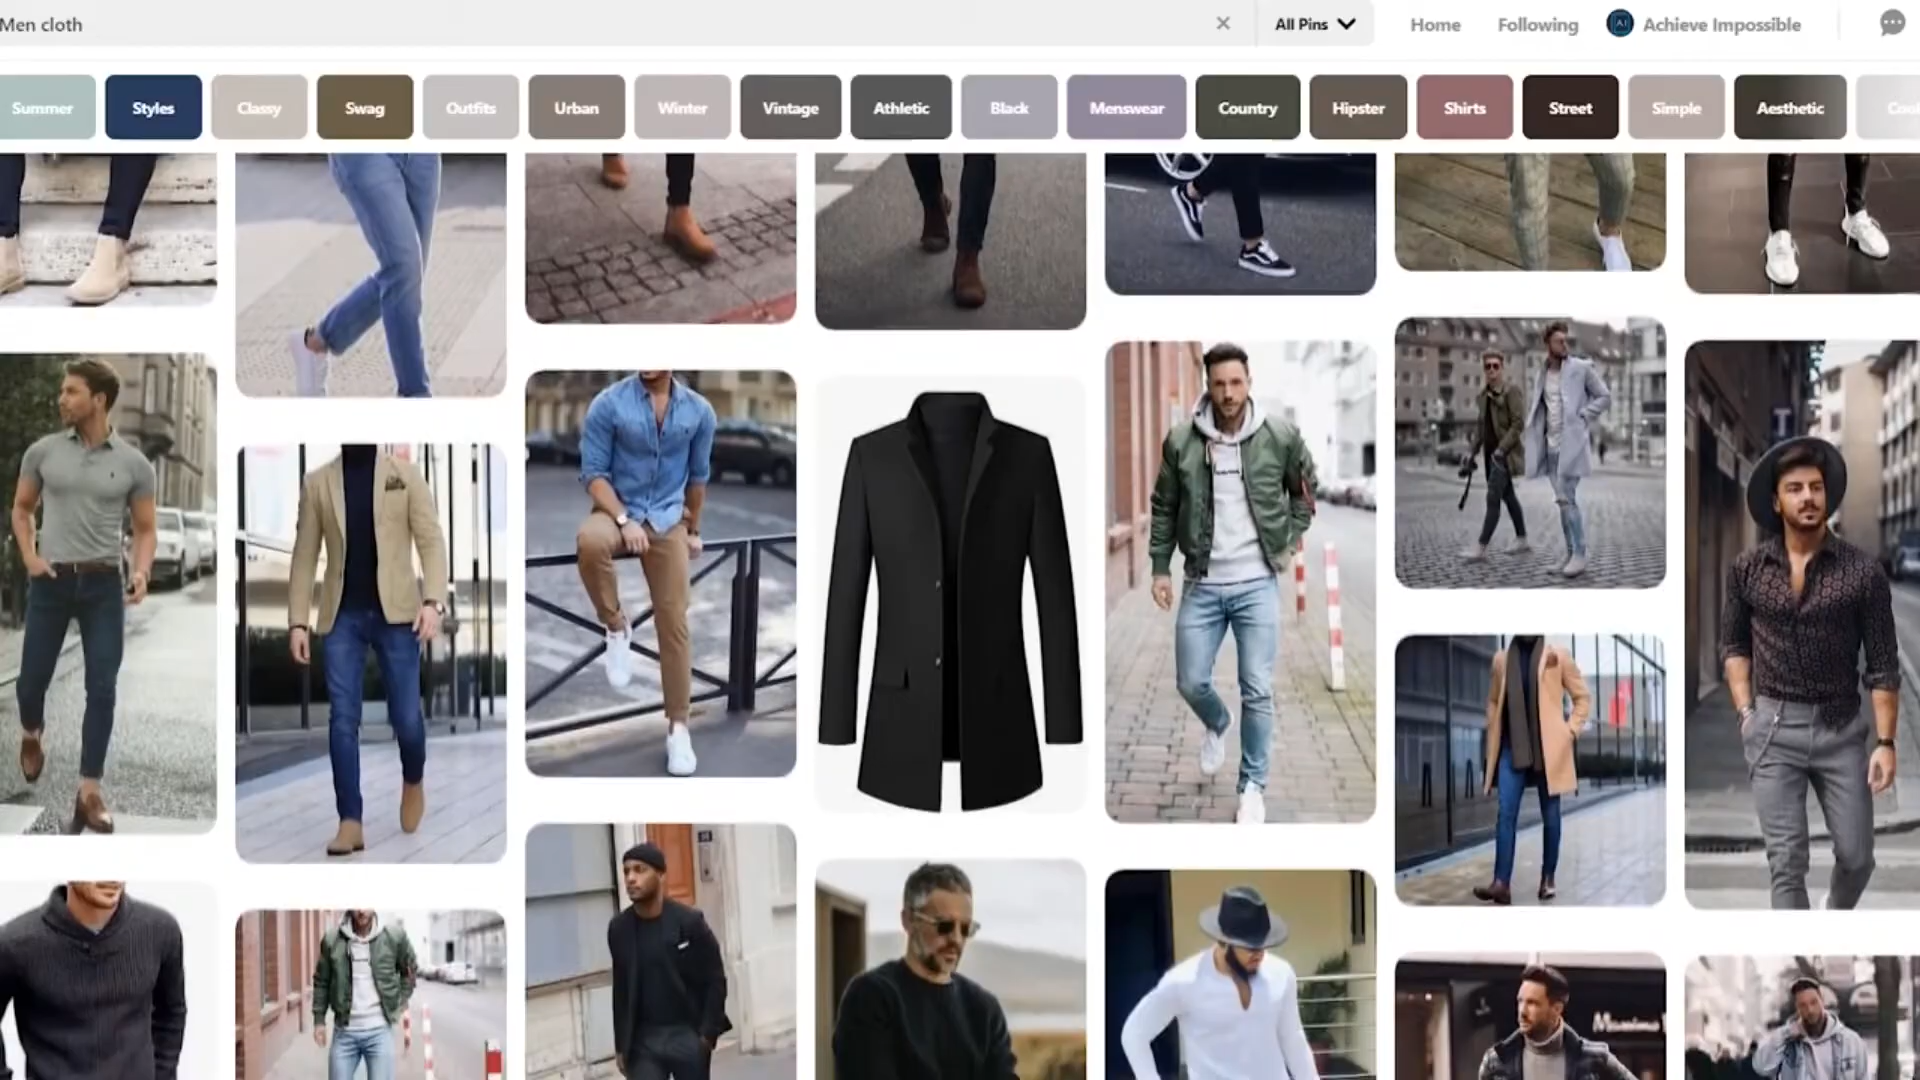 Men cloth
All Pins
Home
Following
Achieve Impossible
Summer
Styles
Classy
Swag
Outfits
Urban
Winter
Vintage
Athletic
Black
Menswear
Country
Hipster
Shirts
Street
Simple
Aesthetic